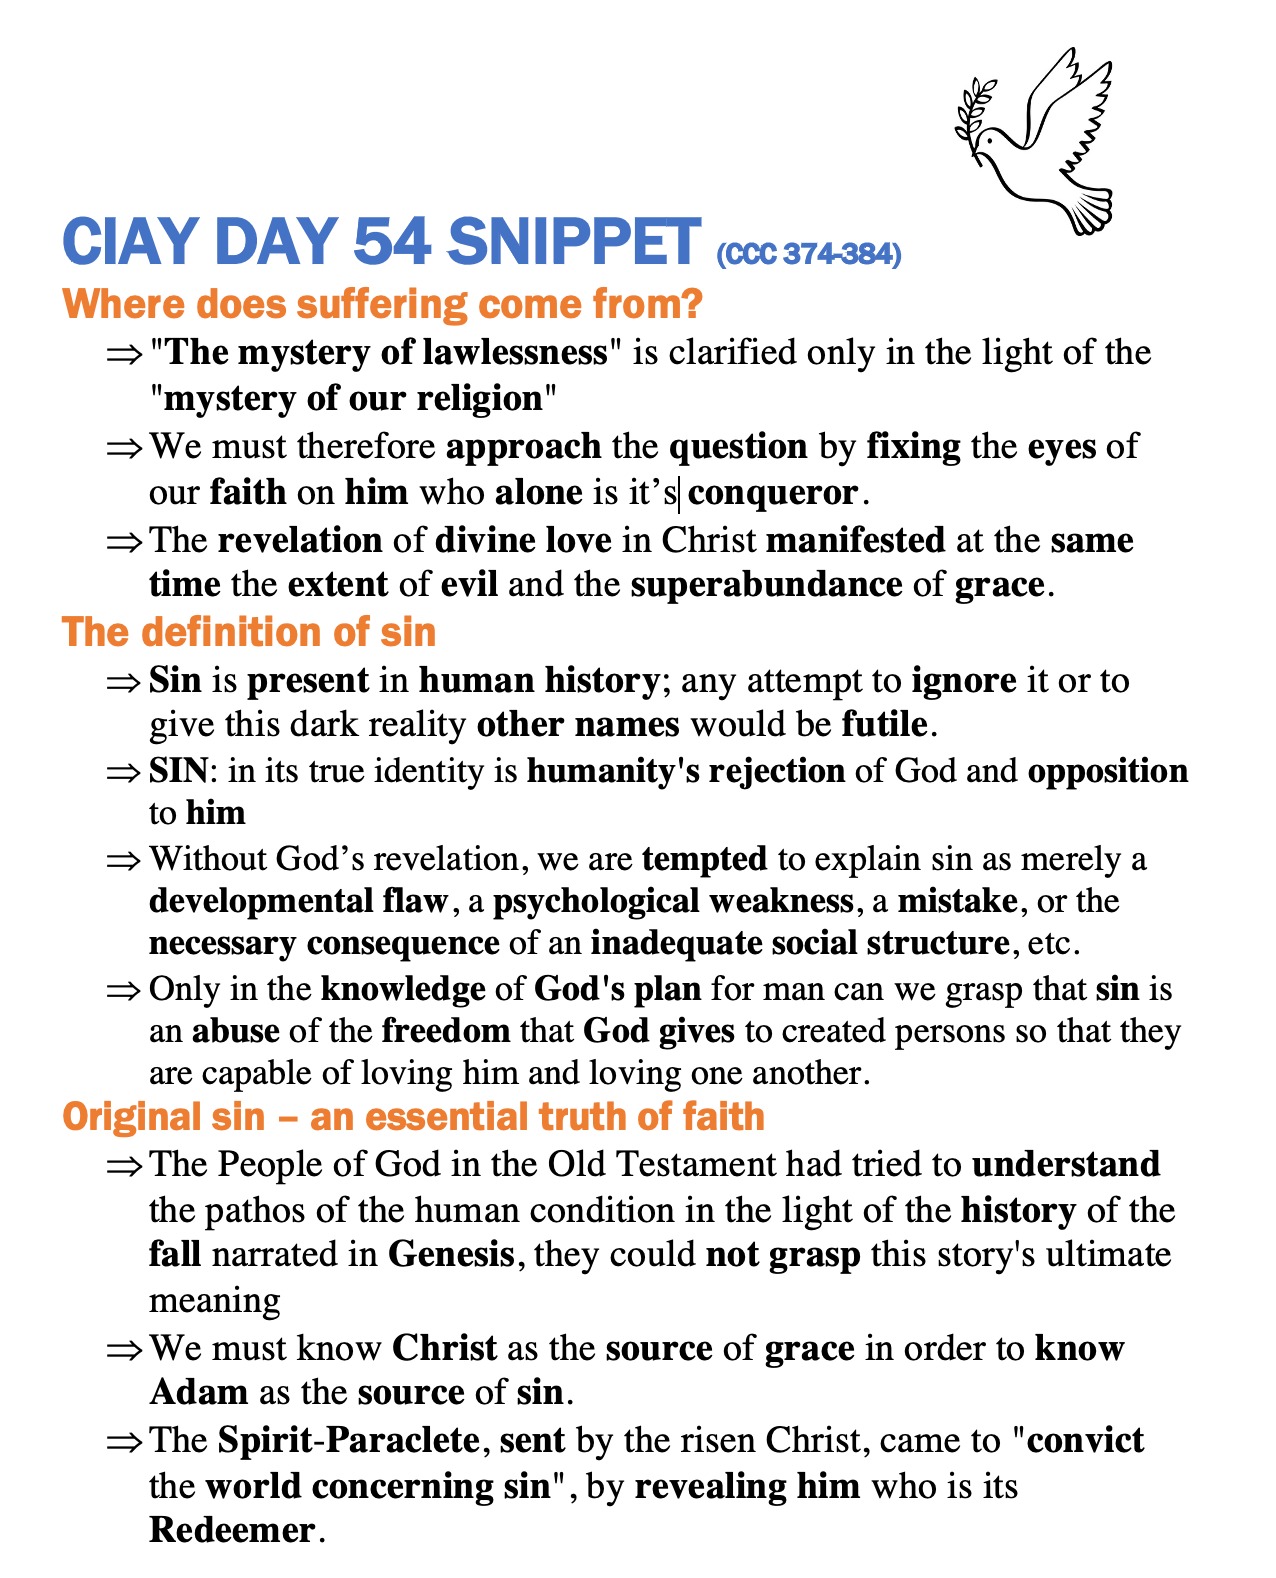 CIAY DAY 54 SNIPPET (CCC 374-384)
Where does suffering come from?
⇒ "The mystery of lawlessness" is clarified only in the light of the
"mystery of our religion"
⇒ We must therefore approach the question by fixing the eyes of
our faith on him who alone is it’s conqueror.
⇒ The revelation of divine love in Christ manifested at the same
time the extent of evil and the superabundance of grace.
The definition of sin
⇒ Sin is present in human history; any attempt to ignore it or to
give this dark reality other names would be futile.
⇒ SIN: in its true identity is humanity's rejection of God and opposition
to him
⇒ Without God’s revelation, we are tempted to explain sin as merely a
developmental flaw, a psychological weakness, a mistake, or the
necessary consequence of an inadequate social structure, etc.
⇒ Only in the knowledge of God's plan for man can we grasp that sin is
an abuse of the freedom that God gives to created persons so that they
are capable of loving him and loving one another.
Original sin – an essential truth of faith
⇒ The People of God in the Old Testament had tried to understand
the pathos of the human condition in the light of the history of the
fall narrated in Genesis, they could not grasp this story's ultimate
meaning
⇒ We must know Christ as the source of grace in order to know
Adam as the source of sin.
⇒ The Spirit-Paraclete, sent by the risen Christ, came to "convict
the world concerning sin", by revealing him who is its
Redeemer.